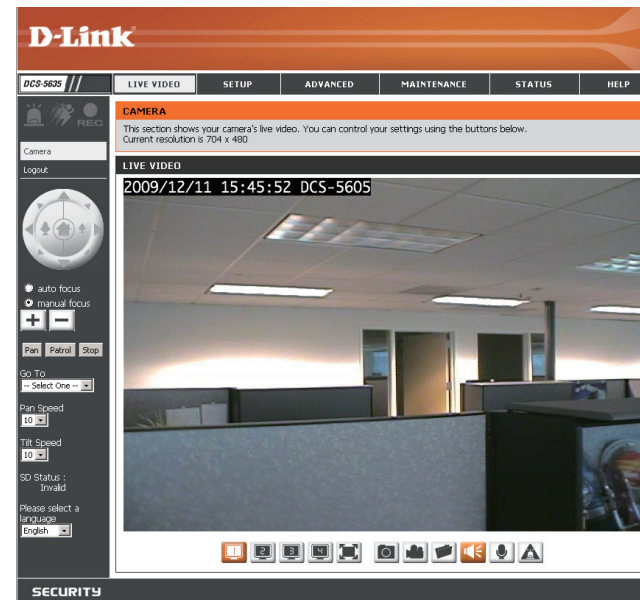 D-Link
DCS-5635
LIVE VIDEO SETUP ADVANCED MAINTENANCE STATUS HELP
REC
Camera
Logout
CAMERA
This section shows your camera's live video. You can control your settings using the buttons below.
Current resolution is 704 x 480
LIVE VIDEO
2009/12/11 15:45:52 DCS-5605
auto focus
manual focus
+ −
Pan Patrol Stop
Go To
-- Select One --
Pan Speed
10
Tilt Speed
10
SD Status :
Invalid
Please select a
language
English
1 2 3 4
SECURITY